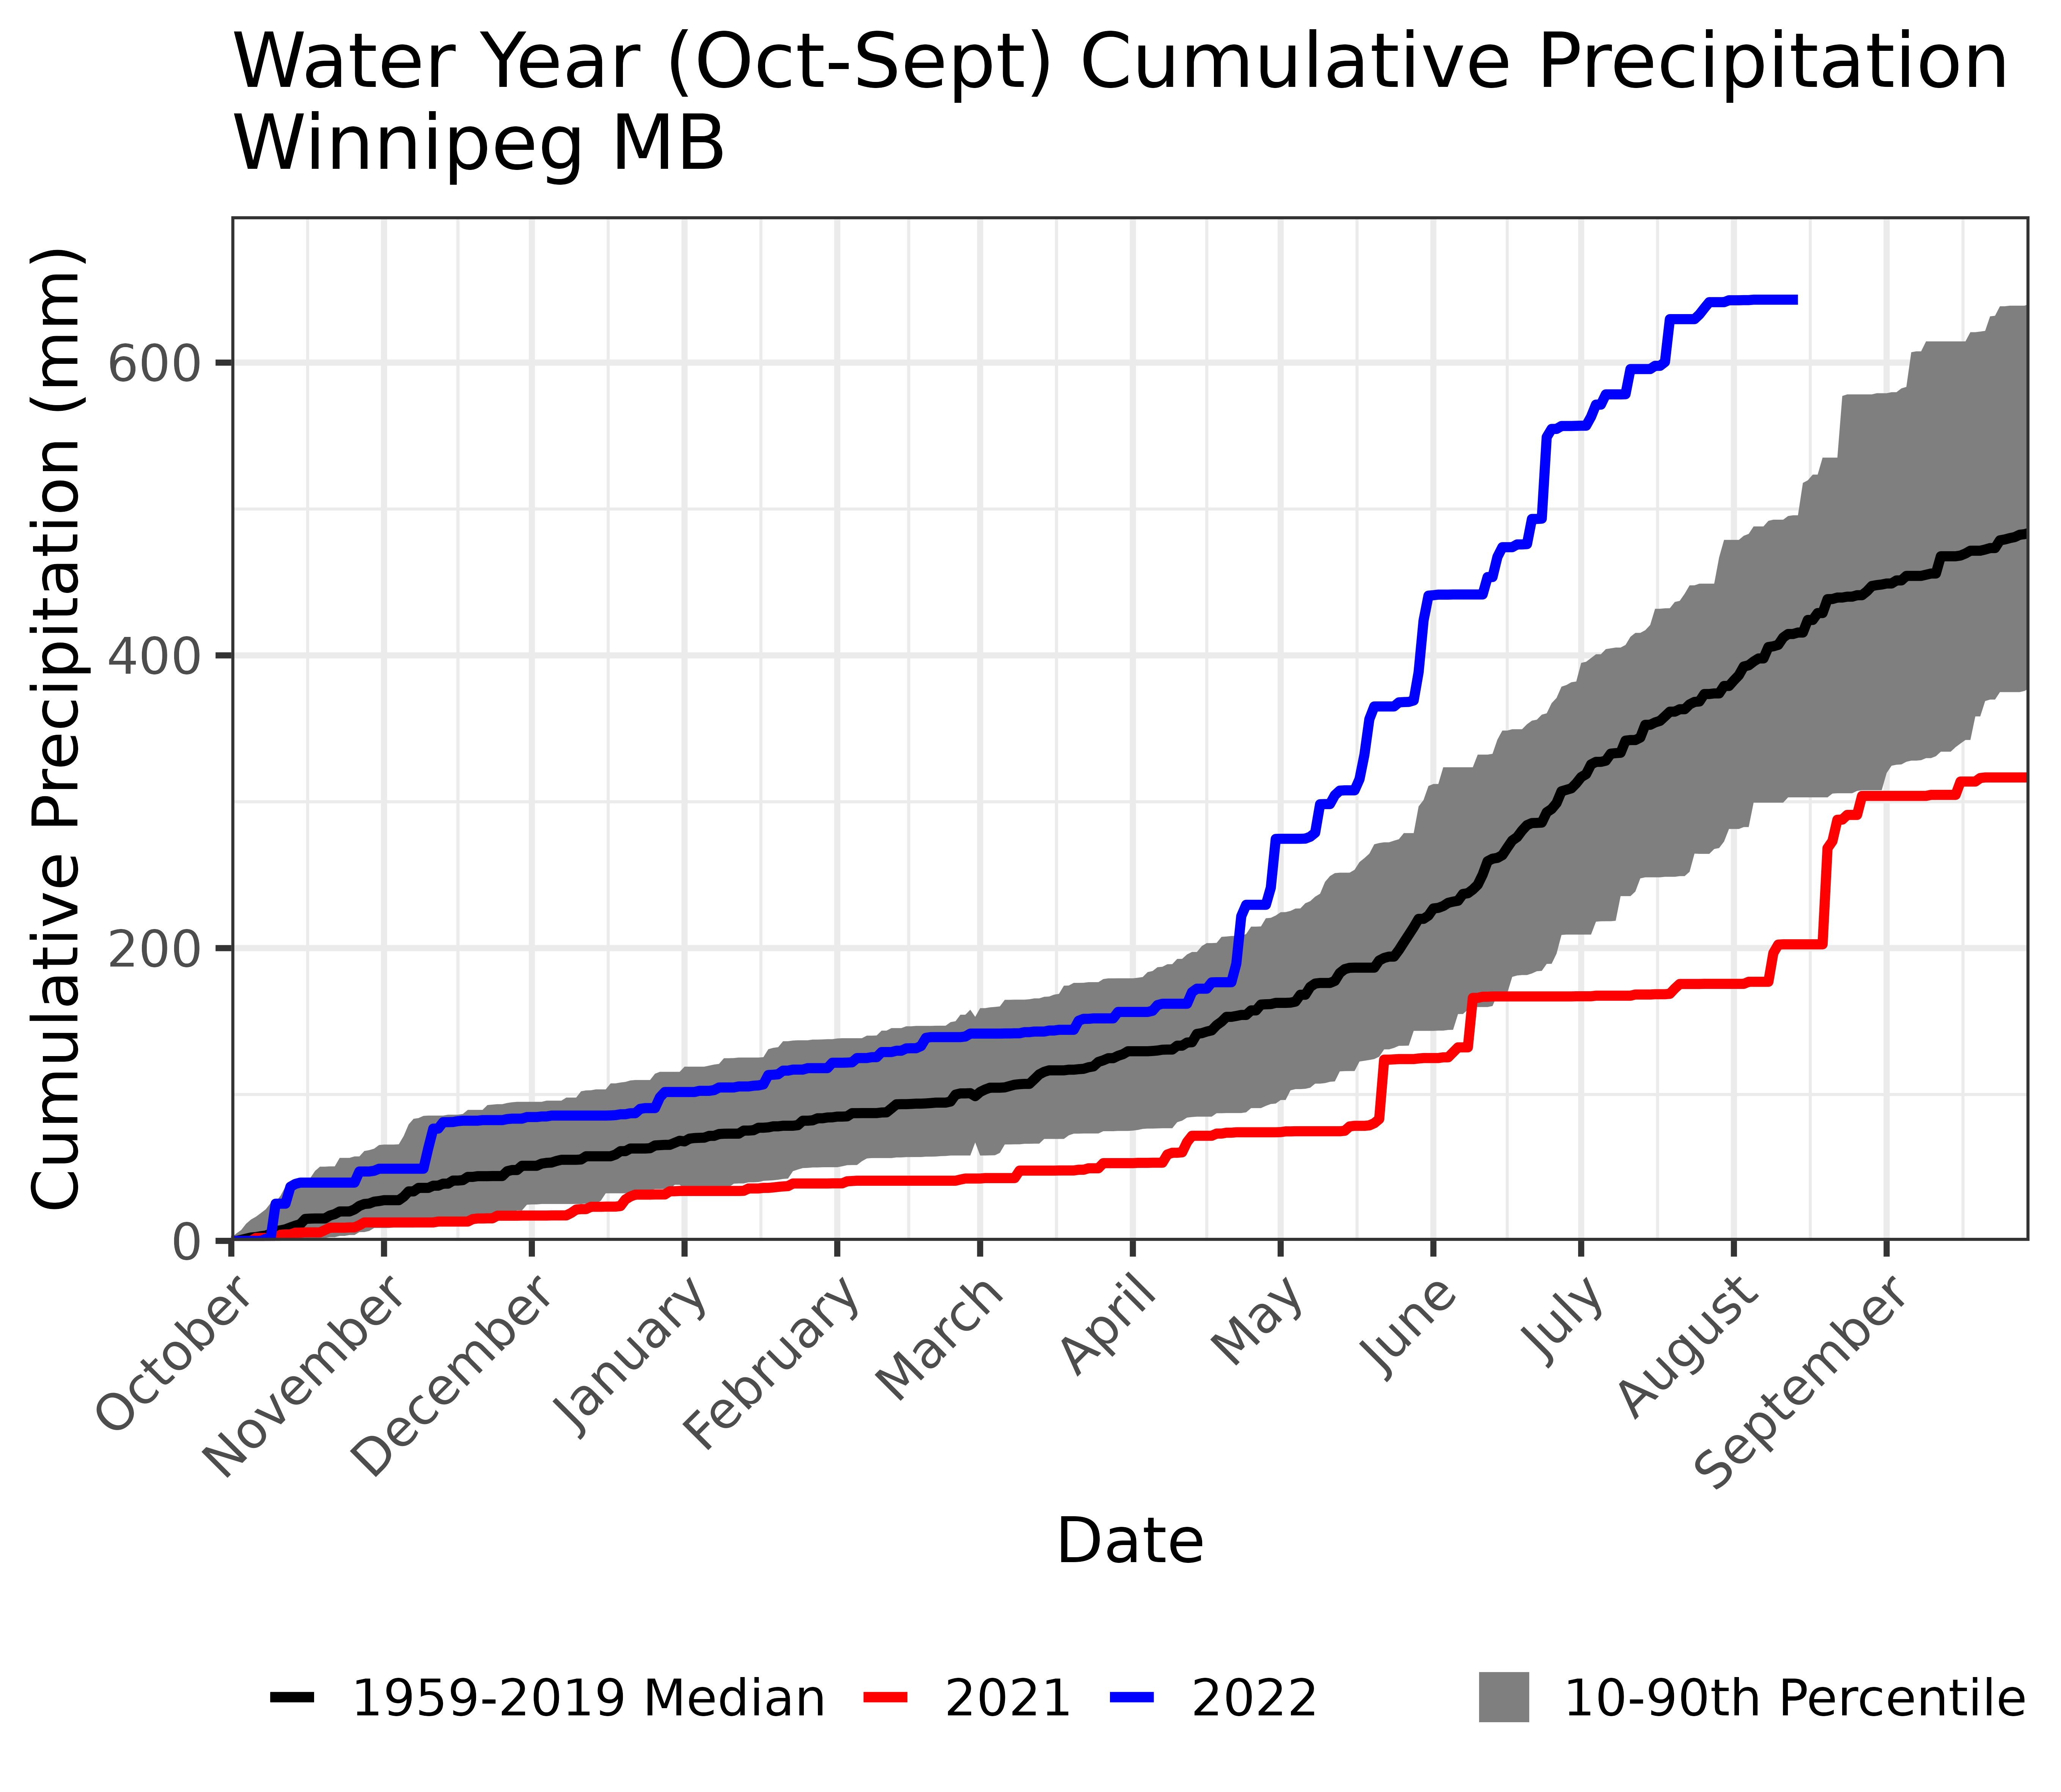 Water Year (Oct-Sept) Cumulative Precipitation
Winnipeg MB
Cumulative Precipitation (mm)
600
400
200
0
October
November
December
January
February
March
April
May
June
July
August
September
Date
1959-2019 Median
2021
2022
10-90th Percentile